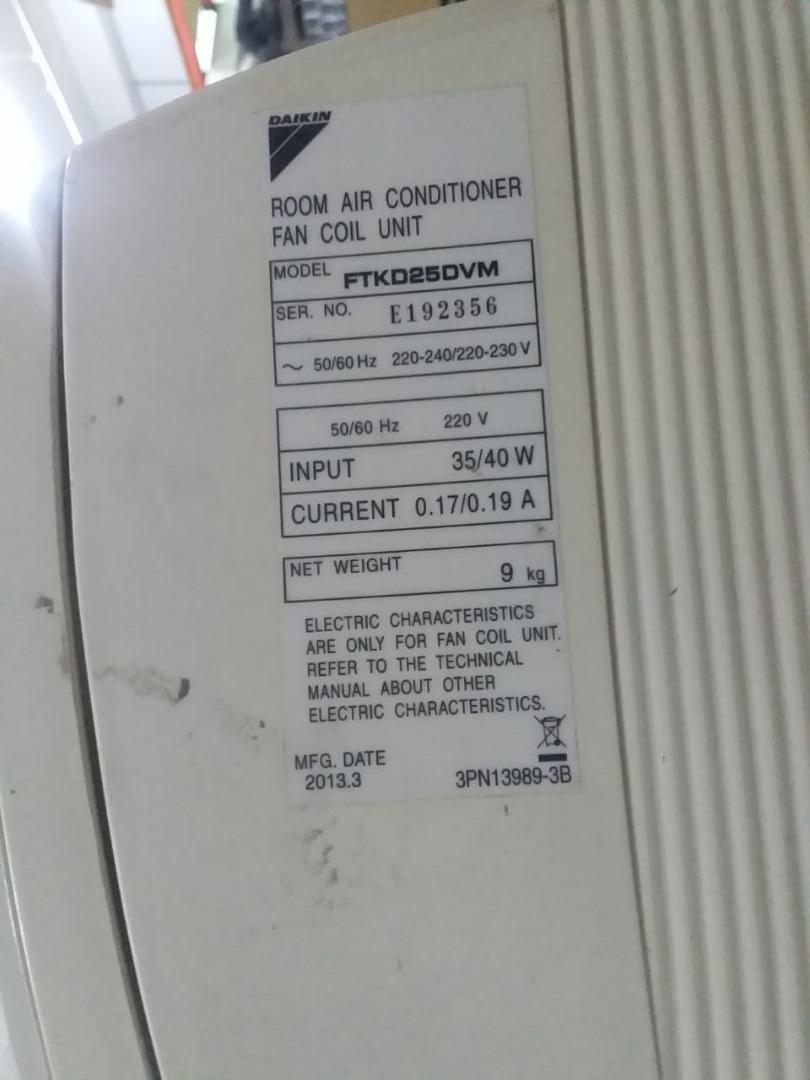 DAIKIN
ROOM AIR CONDITIONER
FAN COIL UNIT
MODEL FTKD25DVM
SER. NO. E192356
~ 50/60 Hz 220-240/220-230 V
50/60 Hz 220 V
INPUT 35/40 W
CURRENT 0.17/0.19 A
NET WEIGHT 9 kg
ELECTRIC CHARACTERISTICS
ARE ONLY FOR FAN COIL UNIT.
REFER TO THE TECHNICAL
MANUAL ABOUT OTHER
ELECTRIC CHARACTERISTICS.
MFG. DATE
2013.3 3PN13989-3B